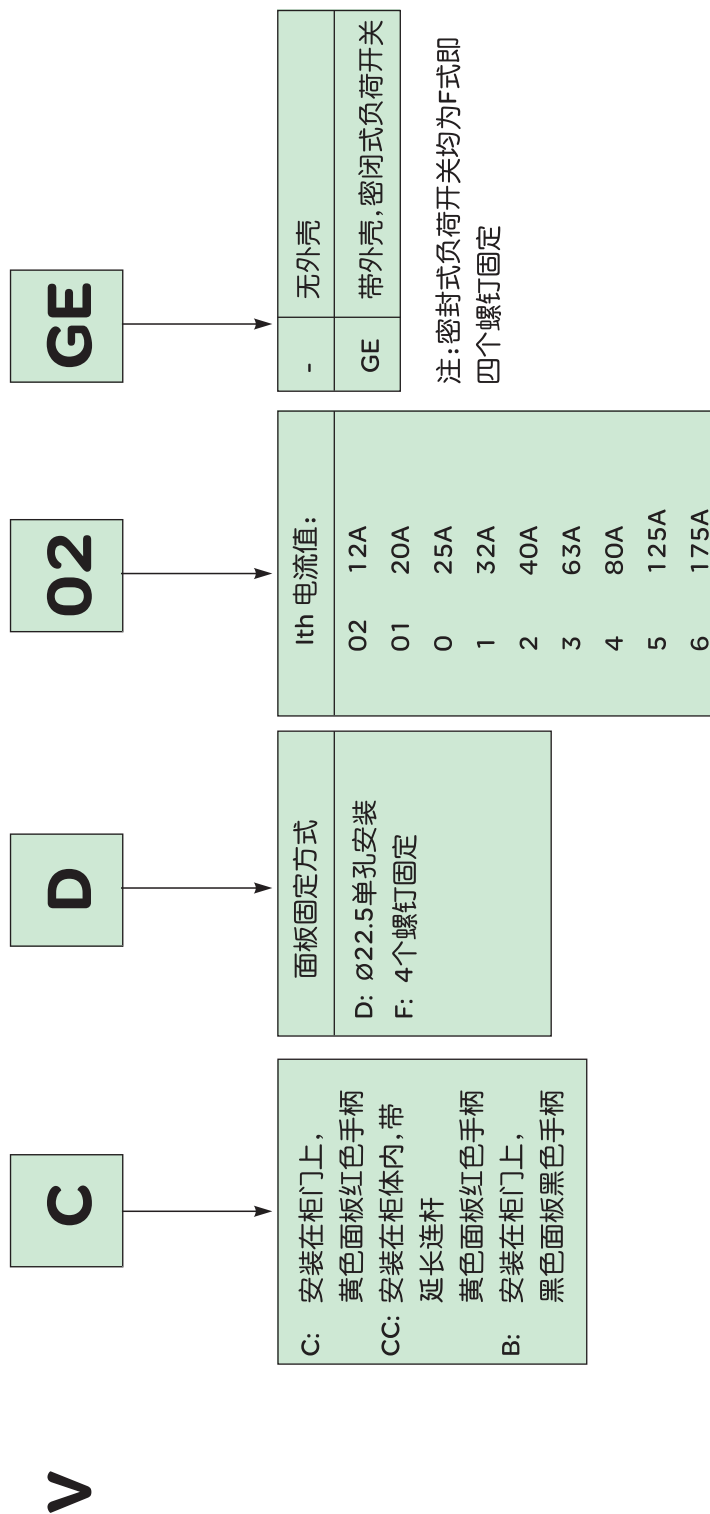 V
C
D
02
GE
C: 安装在柜门上,
黄色面板红色手柄
CC: 安装在柜体内,带
延长连杆
黄色面板红色手柄
B: 安装在柜门上,
黑色面板黑色手柄
面板固定方式
D: Ø22.5单孔安装
F: 4个螺钉固定
Ith 电流值:
02 12A
01 20A
0 25A
1 32A
2 40A
3 63A
4 80A
5 125A
6 175A
- 无外壳
GE 带外壳,密闭式负荷开关
注:密封式负荷开关均为F式即
四个螺钉固定